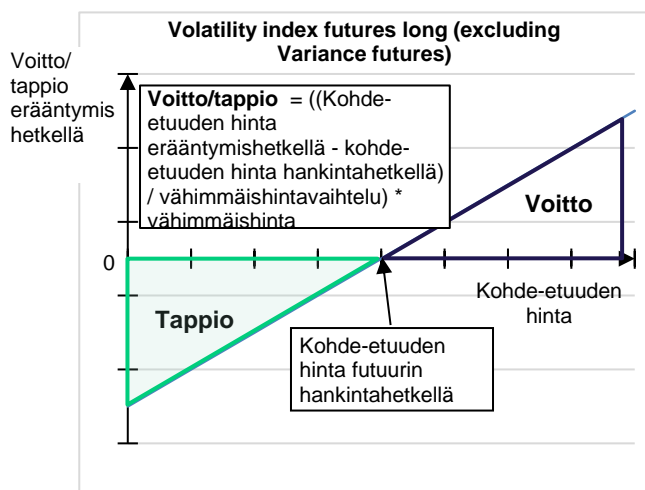 Volatility index futures long (excluding
Variance futures)
Voitto/
tappio
erääntymis
hetkellä
Voitto/tappio = ((Kohde-
etuuden hinta
erääntymishetkellä - kohde-
etuuden hinta hankintahetkellä)
/ vähimmäishintavaihtelu) *
vähimmäishinta
Voitto
0
Kohde-etuuden
hinta
Tappio
Kohde-etuuden
hinta futuurin
hankintahetkellä